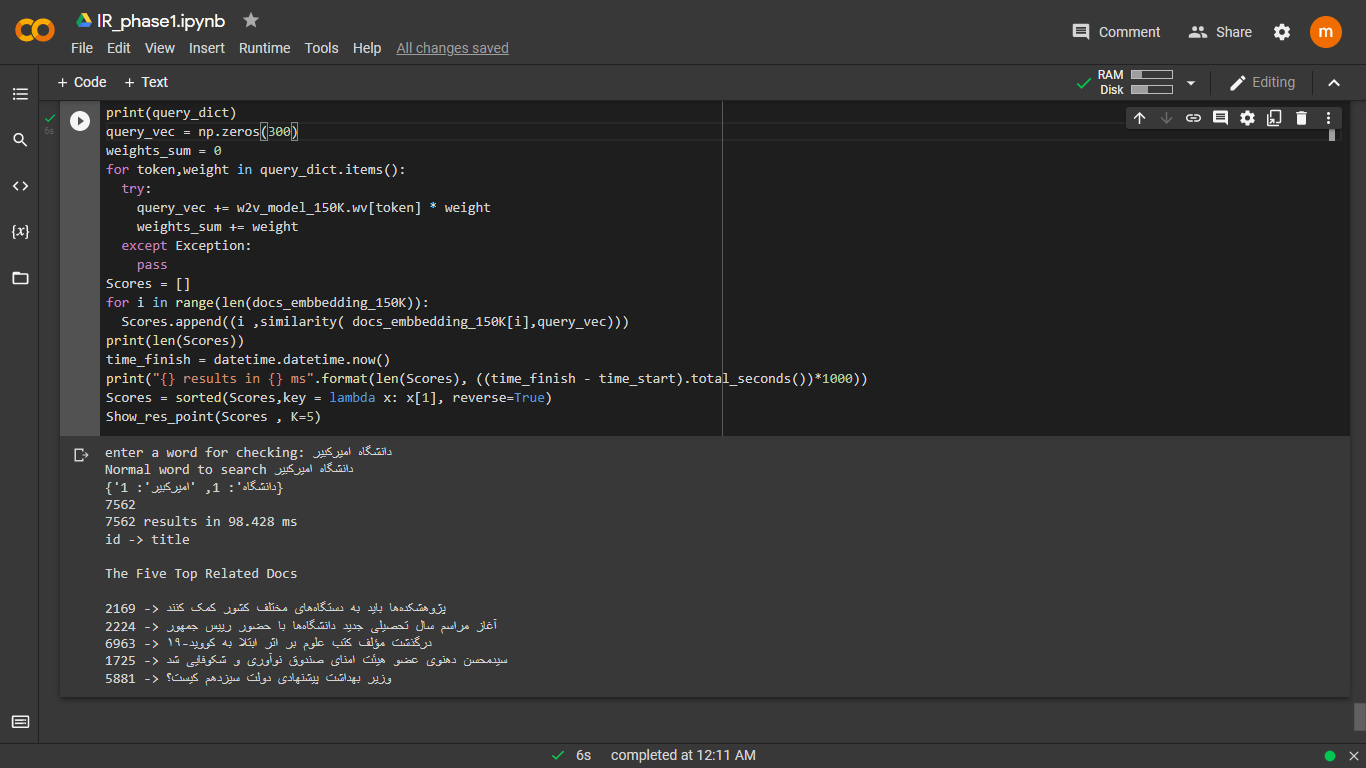 IR_phase1.ipynb
File Edit View Insert Runtime Tools Help All changes saved
Comment Share m
+ Code + Text
RAM
Disk
Editing
6s
print(query_dict)
query_vec = np.zeros(300)
weights_sum = 0
for token,weight in query_dict.items():
try:
query_vec += w2v_model_150K.wv[token] * weight
weights_sum += weight
except Exception:
pass
Scores = []
for i in range(len(docs_embbedding_150K)):
Scores.append((i ,similarity( docs_embbedding_150K[i],query_vec)))
print(len(Scores))
time_finish = datetime.datetime.now()
print("{} results in {} ms".format(len(Scores), ((time_finish - time_start).total_seconds())*1000))
Scores = sorted(Scores,key = lambda x: x[1], reverse=True)
Show_res_point(Scores , K=5)
enter a word for checking: دانشگاه امیرکبیر
Normal word to search دانشگاه امیرکبیر
{'دانشگاه': 1, 'امیرکبیر': 1}
7562
7562 results in 98.428 ms
id -> title
The Five Top Related Docs
2169 -> پژوهشکده‌ها باید به دستگاه‌های مختلف کشور کمک کنند
2224 -> آغاز مراسم سال تحصیلی جدید دانشگاه‌ها با حضور رییس جمهور
6963 -> درگذشت مؤلف کتب علوم بر اثر ابتلا به کووید-۱۹
1725 -> سیدمحسن دهنوی عضو هیئت امنای صندوق نوآوری و شکوفایی شد
5881 -> وزیر بهداشت پیشنهادی دولت سیزدهم کیست؟
6s completed at 12:11 AM